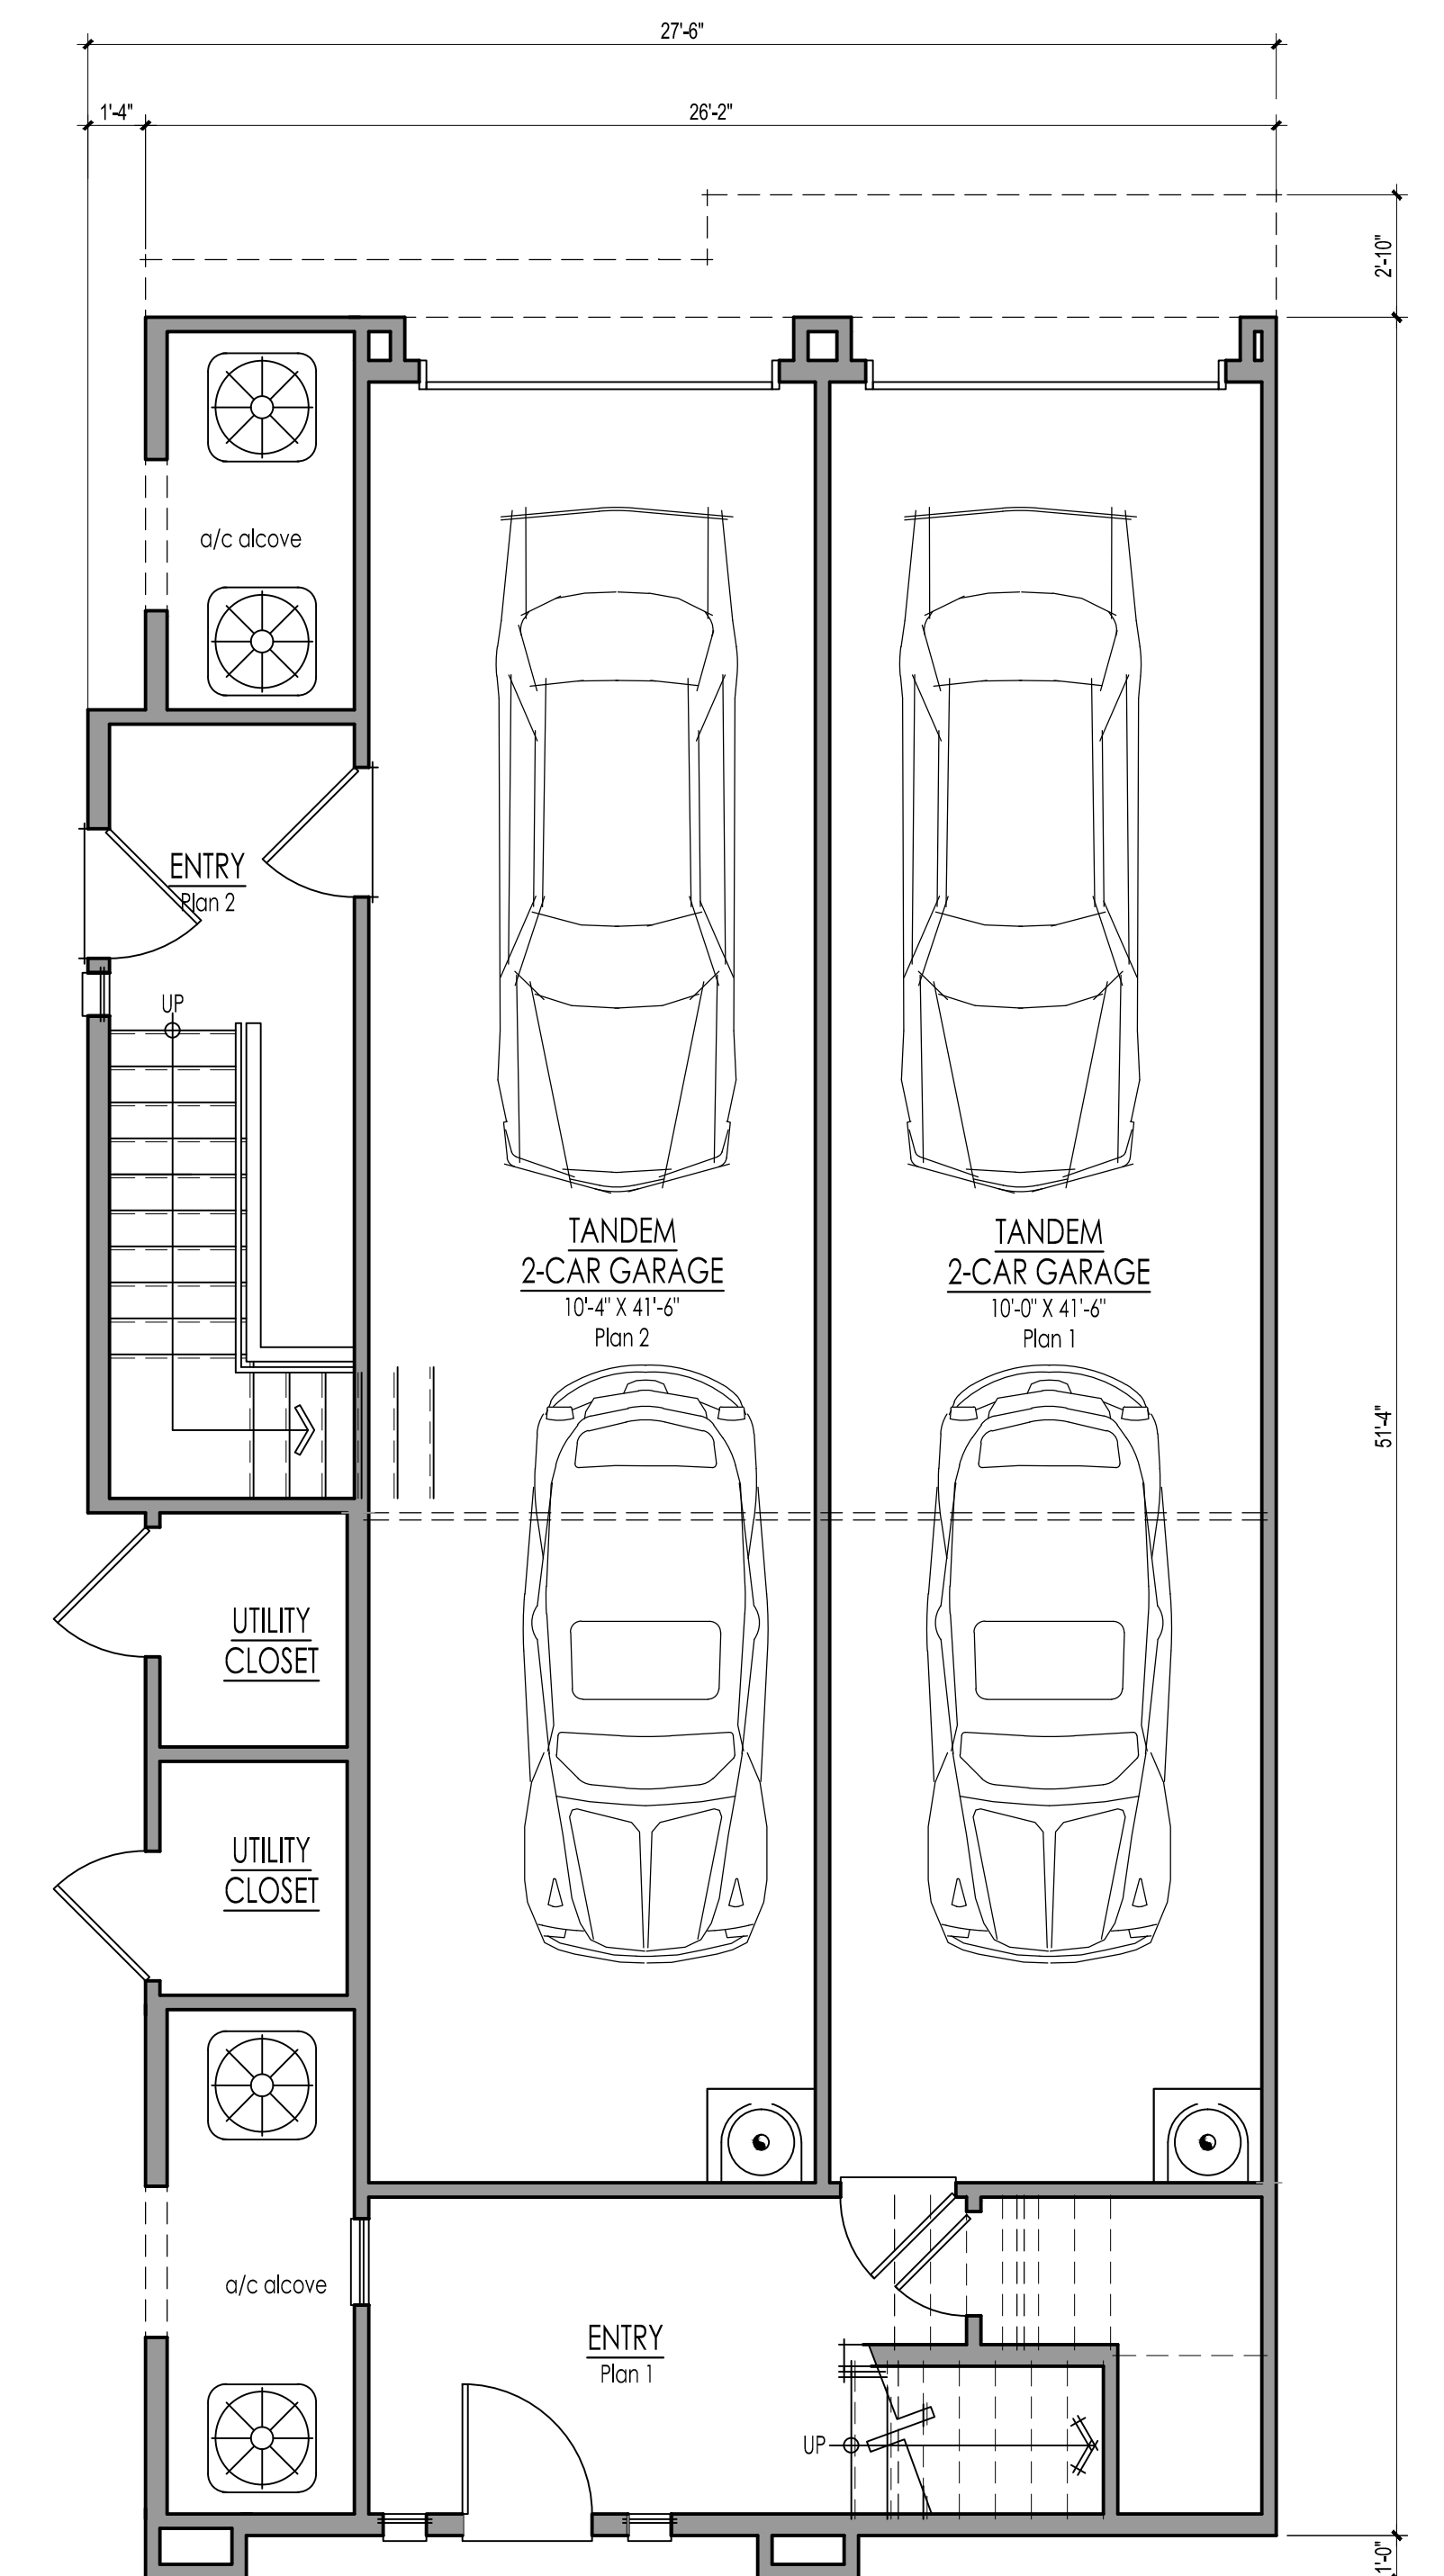 27'-6"
1'-4"
26'-2"
2'-10"
a/c alcove
ENTRY
Plan 2
UP
TANDEM
2-CAR GARAGE
10'-4" X 41'-6"
Plan 2
TANDEM
2-CAR GARAGE
10'-0" X 41'-6"
Plan 1
51'-4"
UTILITY
CLOSET
UTILITY
CLOSET
a/c alcove
ENTRY
Plan 1
UP
1'-0"